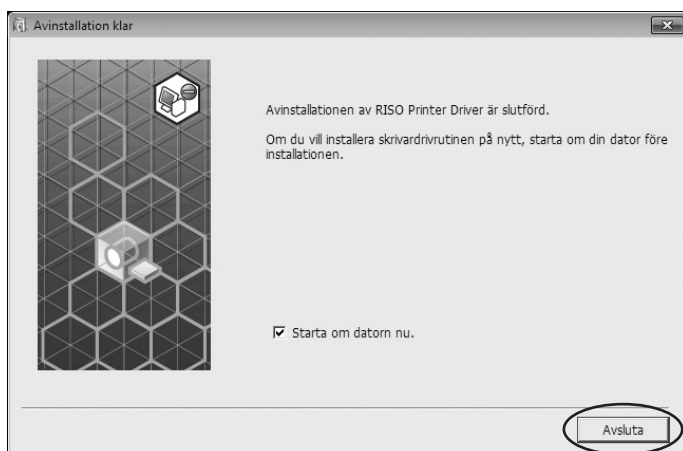 Avinstallation klar
Avinstallationen av RISO Printer Driver är slutförd.
Om du vill installera skrivardrivrutinen på nytt, starta om din dator före
installationen.
Starta om datorn nu.
Avsluta